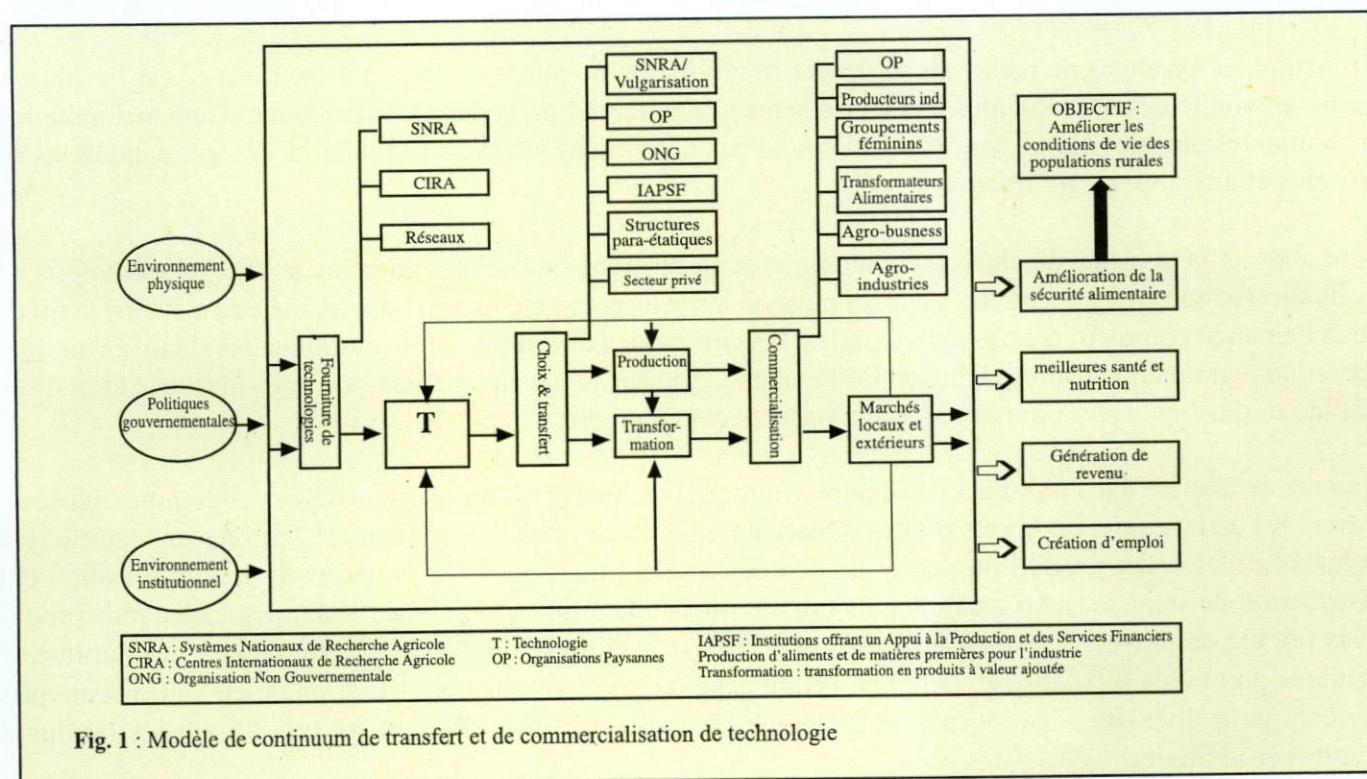 SNRA
CIRA
Réseaux
SNRA/
Vulgarisation
OP
ONG
IAPSF
Structures
para-étatiques
Secteur privé
OP
Producteurs ind.
Groupements
féminins
Transformateurs
Alimentaires
Agro-busness
Agro-
industries
OBJECTIF :
Améliorer les
conditions de vie des
populations rurales
Environnement
physique
Politiques
gouvernementales
Environnement
institutionnel
Fourniture de
technologies
T
Choix & transfert
Production
Transfor-
mation
Commercialisation
Marchés
locaux et
extérieurs
Amélioration de la
sécurité alimentaire
meilleures santé et
nutrition
Génération de
revenu
Création d'emploi
SNRA : Systèmes Nationaux de Recherche Agricole
CIRA : Centres Internationaux de Recherche Agricole
ONG : Organisation Non Gouvernementale
T : Technologie
OP : Organisations Paysannes
IAPSF : Institutions offrant un Appui à la Production et des Services Financiers
Production d'aliments et de matières premières pour l'industrie
Transformation : transformation en produits à valeur ajoutée
Fig. 1 : Modèle de continuum de transfert et de commercialisation de technologie